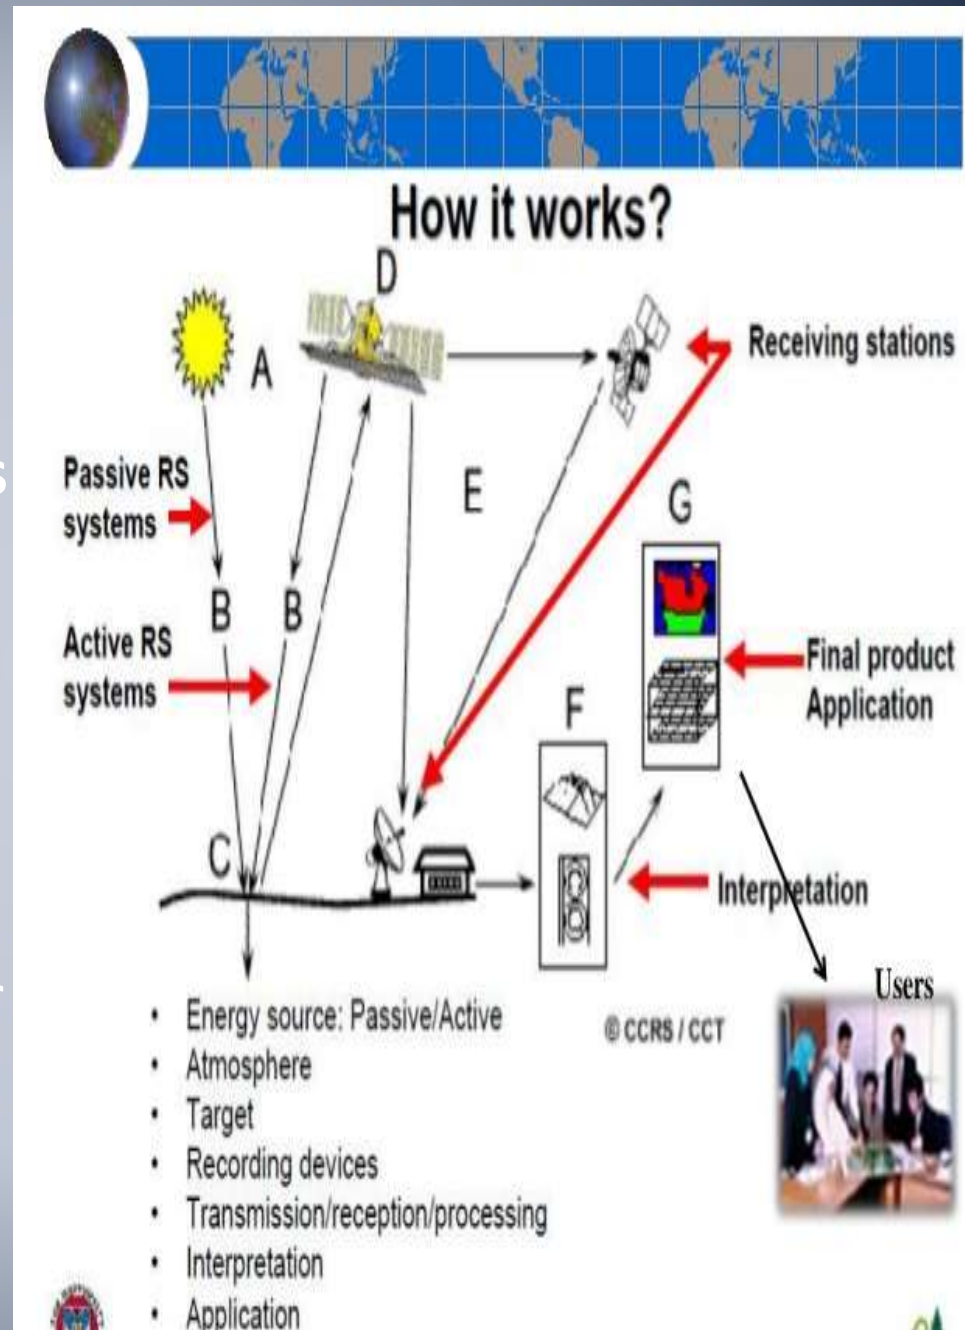 How it works?
D
A
Receiving stations
Passive RS
systems
E
G
B
B
Active RS
systems
Final product
Application
F
C
Interpretation
Users
• Energy source: Passive/Active
© CCRS / CCT
• Atmosphere
• Target
• Recording devices
• Transmission/reception/processing
• Interpretation
• Application